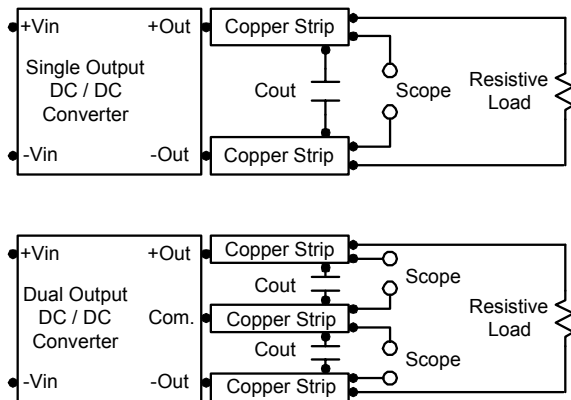 +Vin +Out Copper Strip
Single Output
DC / DC
Converter
Cout Scope Resistive
Load
-Vin -Out Copper Strip
+Vin +Out Copper Strip
Cout Scope
Dual Output
DC / DC
Converter
Com. Copper Strip
Resistive
Load
Cout Scope
-Vin -Out Copper Strip